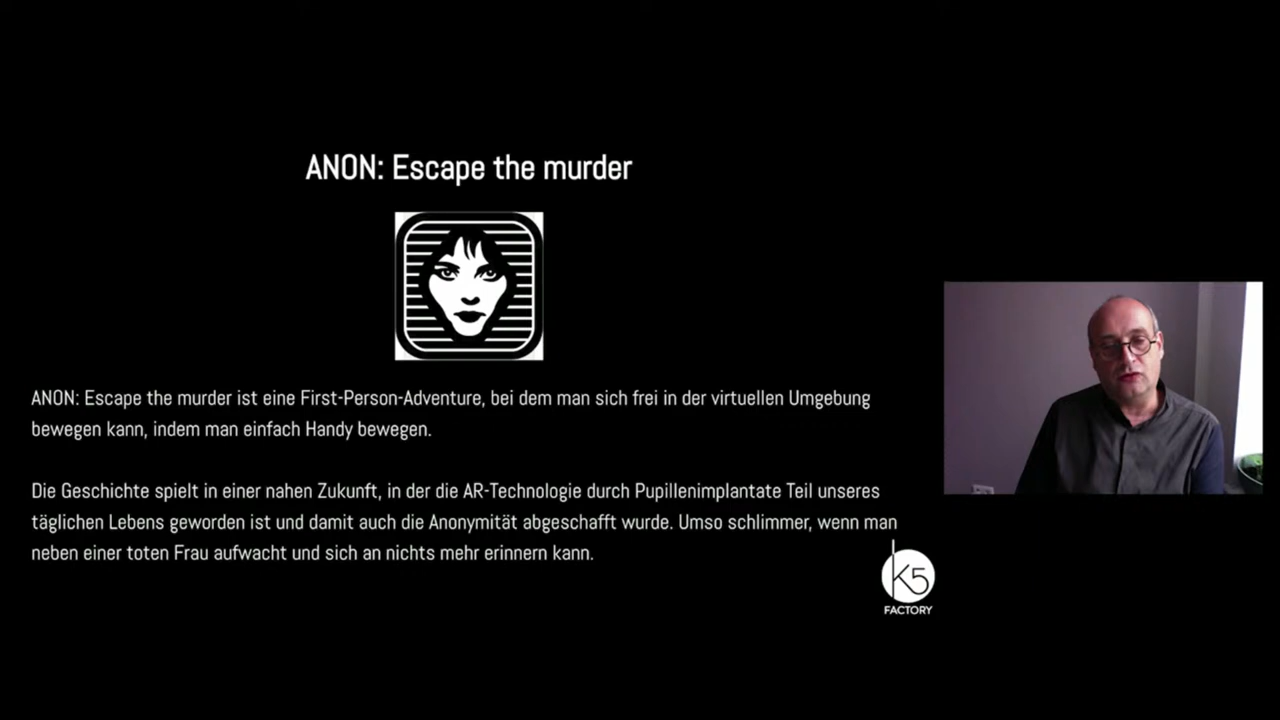 ANON: Escape the murder
ANON: Escape the murder ist eine First-Person-Adventure, bei dem man sich frei in der virtuellen Umgebung
bewegen kann, indem man einfach Handy bewegen.
Die Geschichte spielt in einer nahen Zukunft, in der die AR-Technologie durch Pupillenimplantate Teil unseres
täglichen Lebens geworden ist und damit auch die Anonymität abgeschafft wurde. Umso schlimmer, wenn man
neben einer toten Frau aufwacht und sich an nichts mehr erinnern kann.
K5
FACTORY